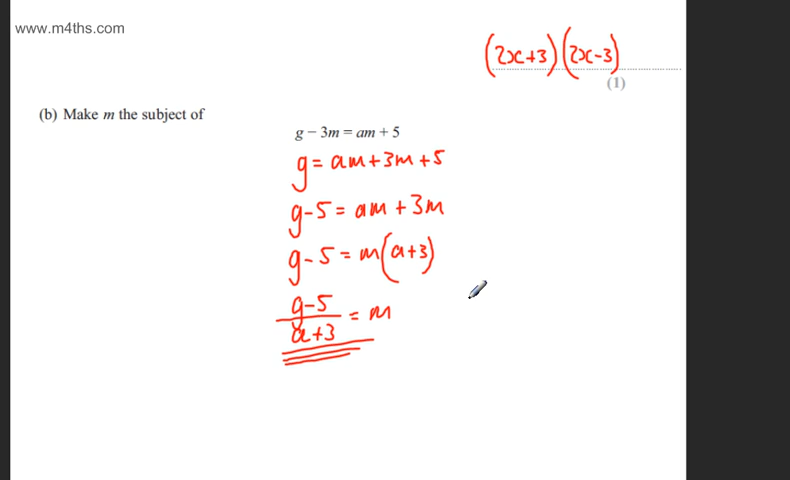 www.m4ths.com
(2x+3)(2x-3)
(1)
(b) Make m the subject of
g − 3m = am + 5
g = am + 3m + 5
g - 5 = am + 3m
g - 5 = m(a+3)
g-5
a+3 = m